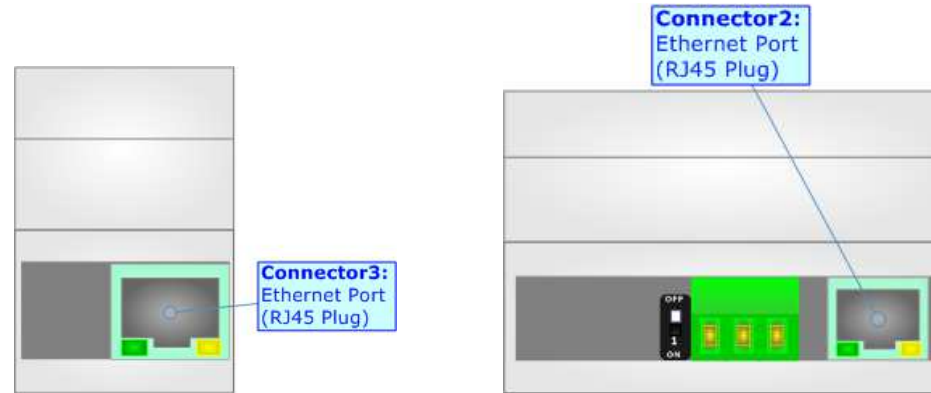 Connector2:
Ethernet Port
(RJ45 Plug)
Connector3:
Ethernet Port
(RJ45 Plug)
OFF
1
ON